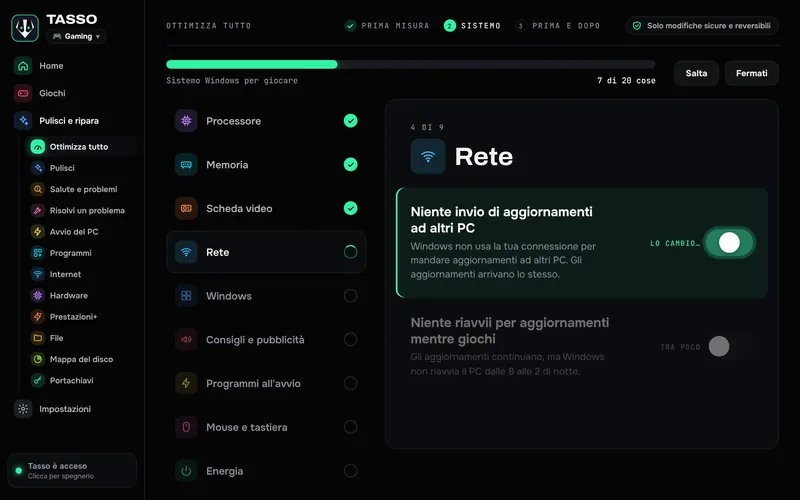 TASSO
Gaming
Home
Giochi
Pulisci e ripara
Ottimizza tutto
Pulisci
Salute e problemi
Risolvi un problema
Avvio del PC
Programmi
Internet
Hardware
Prestazioni+
File
Mappa del disco
Portachiavi
Impostazioni
Tasso è acceso
Clicca per spegnerlo
OTTIMIZZA TUTTO
PRIMA MISURA
2 SISTEMA
3 PRIMA E DOPO
Solo modifiche sicure e reversibili
Sistemo Windows per giocare
7 di 20 cose
Salta
Fermati
Processore
Memoria
Scheda video
Rete
Windows
Consigli e pubblicità
Programmi all'avvio
Mouse e tastiera
Energia
4 DI 9
Rete
Niente invio di aggiornamenti
ad altri PC
Windows non usa la tua connessione per
mandare aggiornamenti ad altri PC. Gli
aggiornamenti arrivano lo stesso.
LO CAMBIO…
Niente riavvii per aggiornamenti
mentre giochi
Gli aggiornamenti continuano, ma Windows
non riavvia il PC dalle 8 alle 2 di notte.
TRA POCO